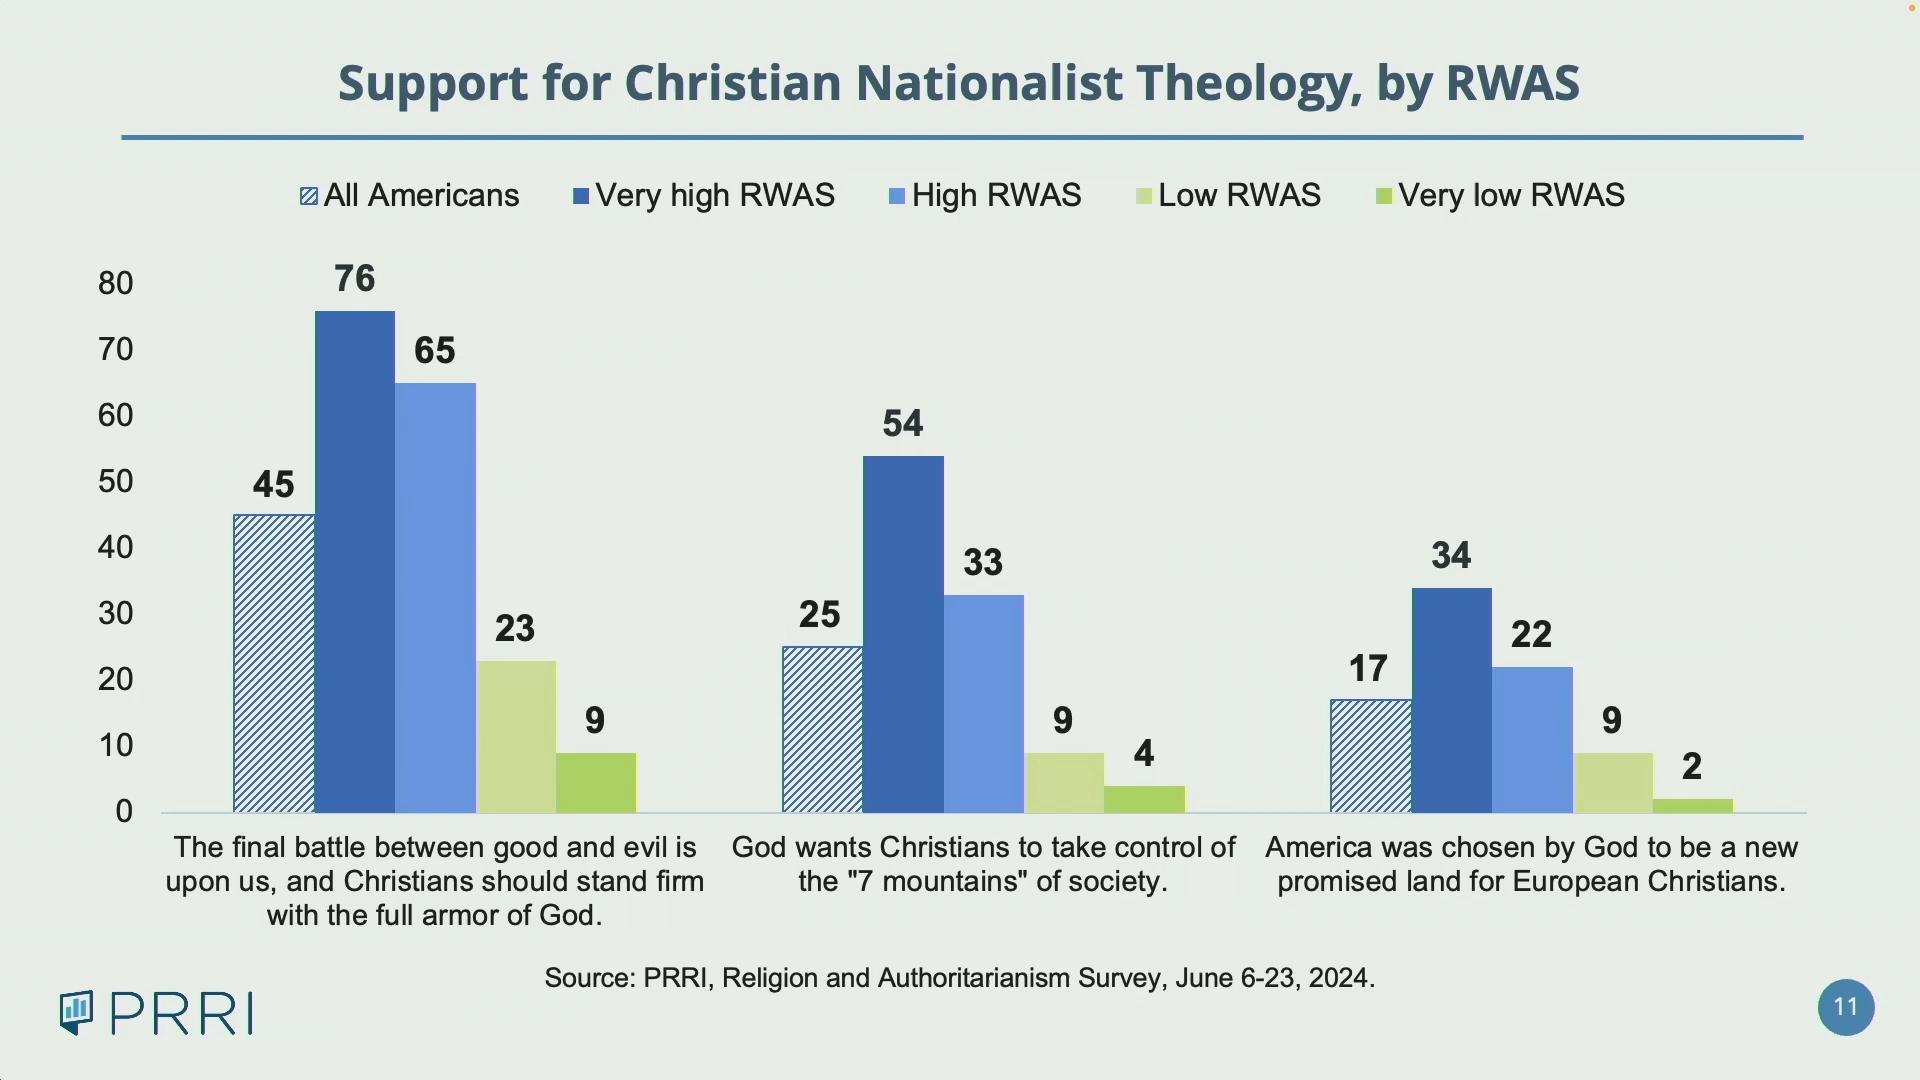 Support for Christian Nationalist Theology, by RWAS
All Americans Very high RWAS High RWAS Low RWAS Very low RWAS
80
70
60
50
40
30
20
10
0
45
76
65
23
9
25
54
33
9
4
17
34
22
9
2
The final battle between good and evil is
upon us, and Christians should stand firm
with the full armor of God.
God wants Christians to take control of
the "7 mountains" of society.
America was chosen by God to be a new
promised land for European Christians.
Source: PRRI, Religion and Authoritarianism Survey, June 6-23, 2024.
PRRI
11